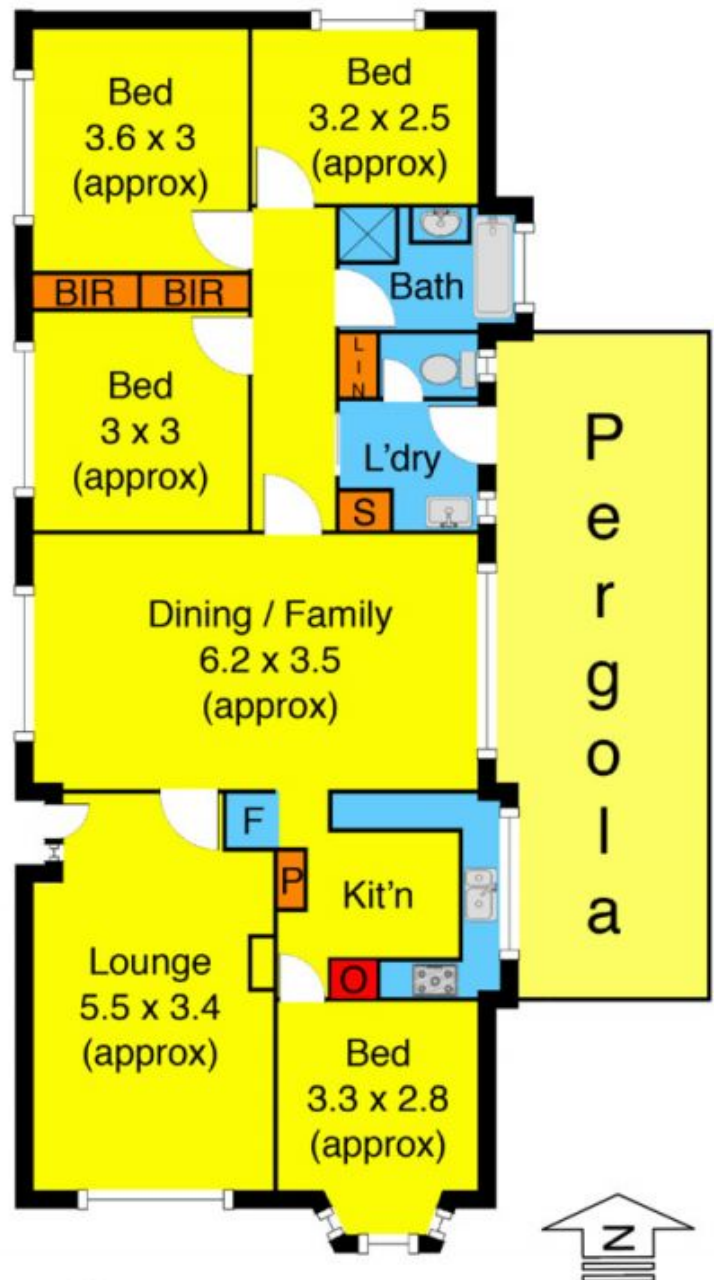 Bed
3.6 x 3
(approx)
Bed
3.2 x 2.5
(approx)
BIR
BIR
Bath
LIN
Bed
3 x 3
(approx)
L'dry
S
Pergola
Dining / Family
6.2 x 3.5
(approx)
F
P
Kit'n
Lounge
5.5 x 3.4
(approx)
O
Bed
3.3 x 2.8
(approx)
N